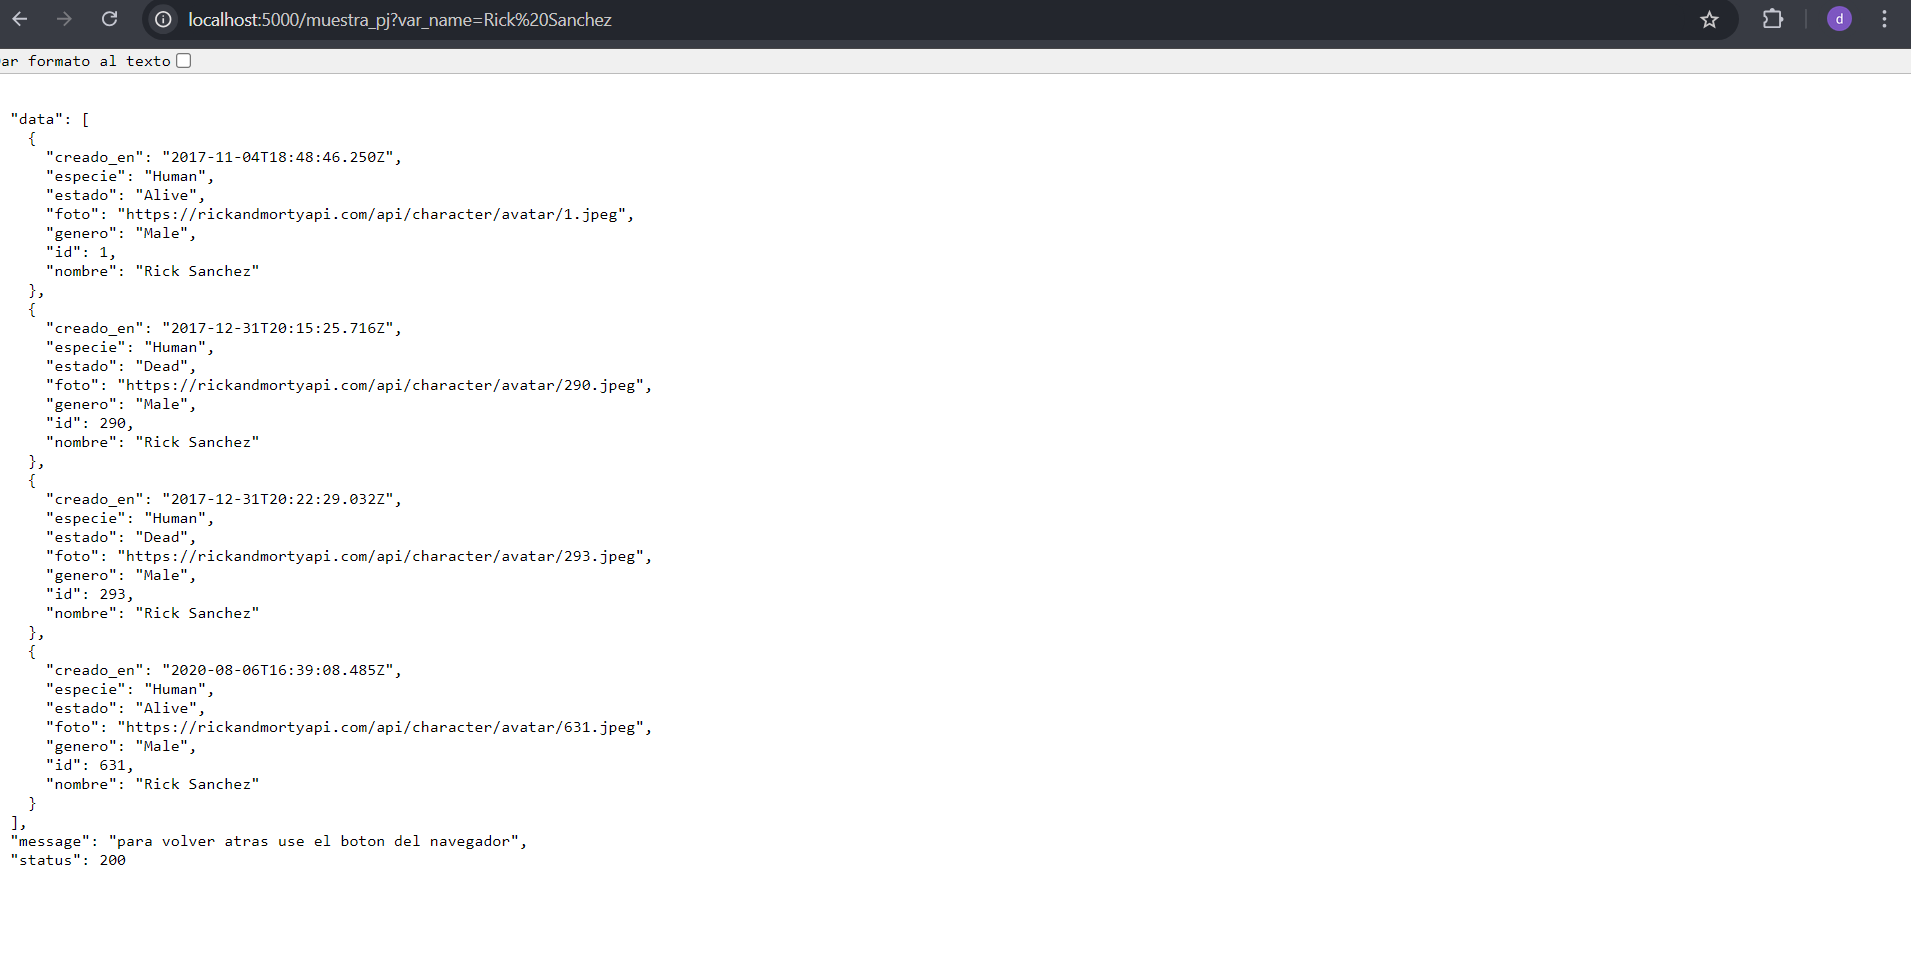 localhost:5000/muestra_pj?var_name=Rick%20Sanchez
d
ar formato al texto
"data": [
{
"creado_en": "2017-11-04T18:48:46.250Z",
"especie": "Human",
"estado": "Alive",
"foto": "https://rickandmortyapi.com/api/character/avatar/1.jpeg",
"genero": "Male",
"id": 1,
"nombre": "Rick Sanchez"
},
{
"creado_en": "2017-12-31T20:15:25.716Z",
"especie": "Human",
"estado": "Dead",
"foto": "https://rickandmortyapi.com/api/character/avatar/290.jpeg",
"genero": "Male",
"id": 290,
"nombre": "Rick Sanchez"
},
{
"creado_en": "2017-12-31T20:22:29.032Z",
"especie": "Human",
"estado": "Dead",
"foto": "https://rickandmortyapi.com/api/character/avatar/293.jpeg",
"genero": "Male",
"id": 293,
"nombre": "Rick Sanchez"
},
{
"creado_en": "2020-08-06T16:39:08.485Z",
"especie": "Human",
"estado": "Alive",
"foto": "https://rickandmortyapi.com/api/character/avatar/631.jpeg",
"genero": "Male",
"id": 631,
"nombre": "Rick Sanchez"
}
],
"message": "para volver atras use el boton del navegador",
"status": 200